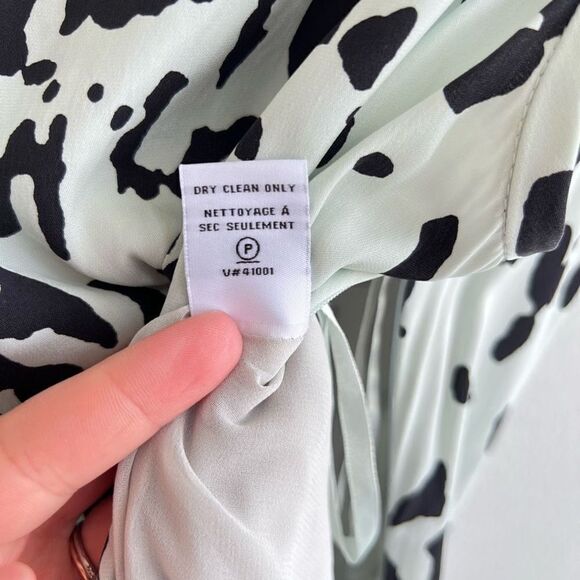 DRY CLEAN ONLY
NETTOYAGE À
SEC SEULEMENT
P
V#41001